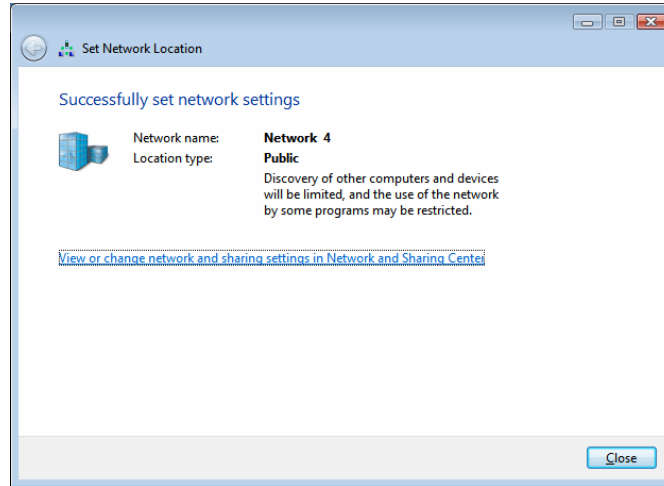 Set Network Location
Successfully set network settings
Network name: Network 4
Location type: Public
Discovery of other computers and devices
will be limited, and the use of the network
by some programs may be restricted.
View or change network and sharing settings in Network and Sharing Center
Close